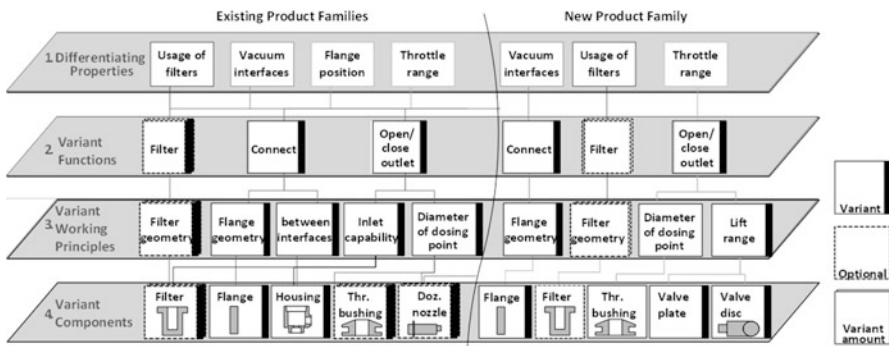 Existing Product Families
New Product Family
1. Differentiating
Properties
Usage of
filters
Vacuum
interfaces
Flange
position
Throttle
range
Vacuum
interfaces
Usage of
filters
Throttle
range
2. Variant
Functions
Filter
Connect
Open/
close
outlet
Connect
Filter
Open/
close
outlet
3. Variant
Working
Principles
Filter
geometry
Flange
geometry
between
interfaces
Inlet
capability
Diameter
of dosing
point
Flange
geometry
Filter
geometry
Diameter
of dosing
point
Lift
range
4. Variant
Components
Filter
Flange
Housing
Thr.
bushing
Doz.
nozzle
Flange
Filter
Thr.
bushing
Valve
plate
Valve
disc
Variant
Optional
Variant
amount